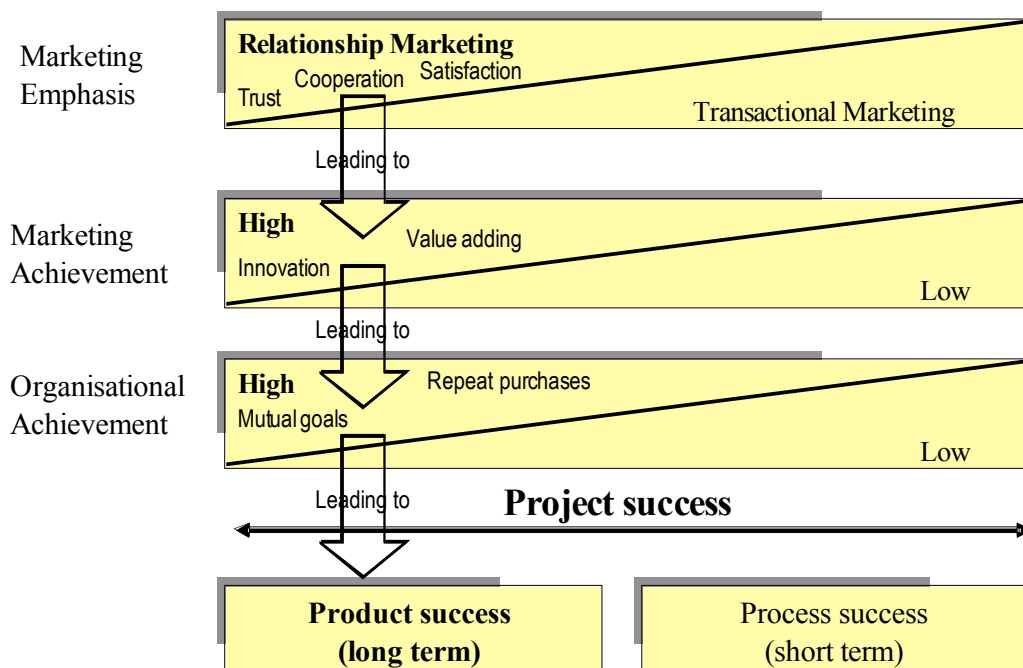 Marketing
Emphasis
Relationship Marketing
Cooperation
Satisfaction
Trust
Transactional Marketing
Leading to
Marketing
Achievement
High
Value adding
Innovation
Low
Leading to
Organisational
Achievement
High
Repeat purchases
Mutual goals
Low
Leading to
Project success
Product success
(long term)
Process success
(short term)